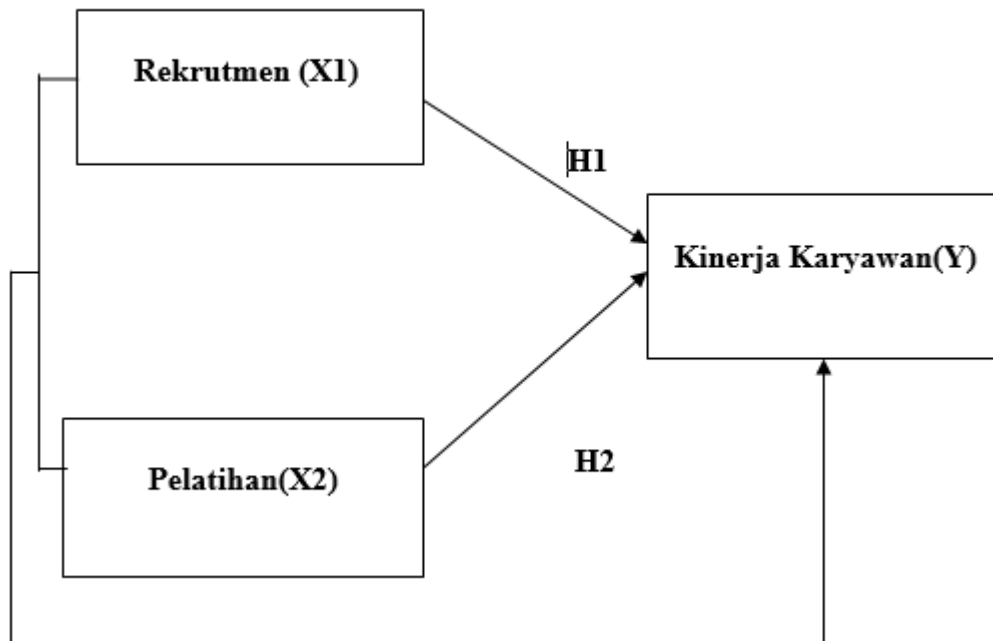 Rekrutmen (X1)
H1
Kinerja Karyawan(Y)
Pelatihan(X2)
H2